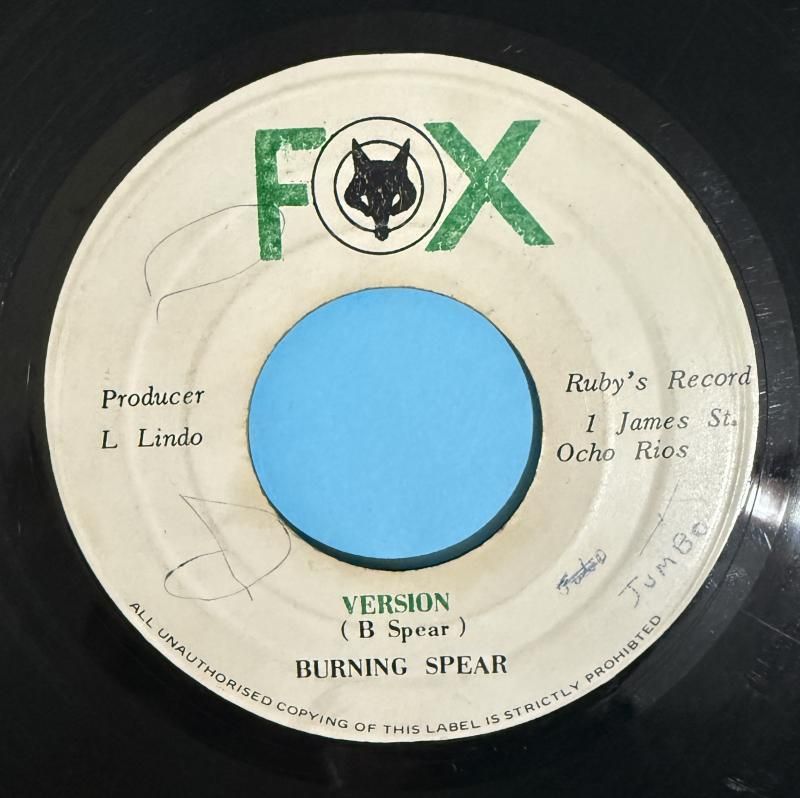 FOX
Producer
L Lindo
Ruby's Record
1 James St.
Ocho Rios
JUMBO
VERSION
( B Spear )
BURNING SPEAR
ALL UNAUTHORISED COPYING OF THIS LABEL IS STRICTLY PROHIBITED